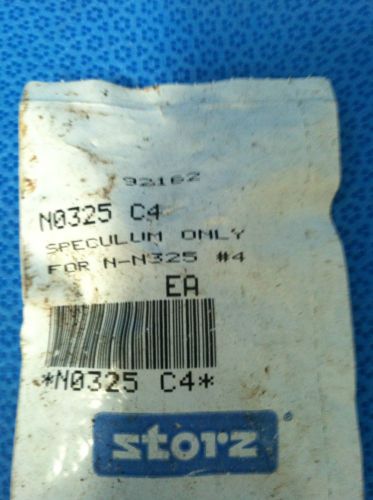 92162
N0325 C4
SPECULUM ONLY
FOR N-N325 #4
EA
*N0325 C4*
storz®